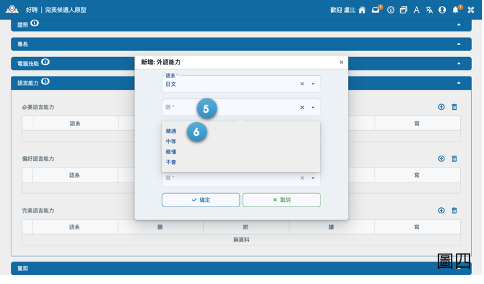 好聘 | 完美候選人原型
歡迎 盧比
證照
專長
電腦技能
語言能力
新增: 外語能力
×
語系
日文
聽 *
5
6
精通
中等
略懂
不會
寫 *
✓ 確定
× 取消
必要語言能力
語系
寫
偏好語言能力
語系
寫
完美語言能力
語系
聽
說
讀
寫
無資料
圖四